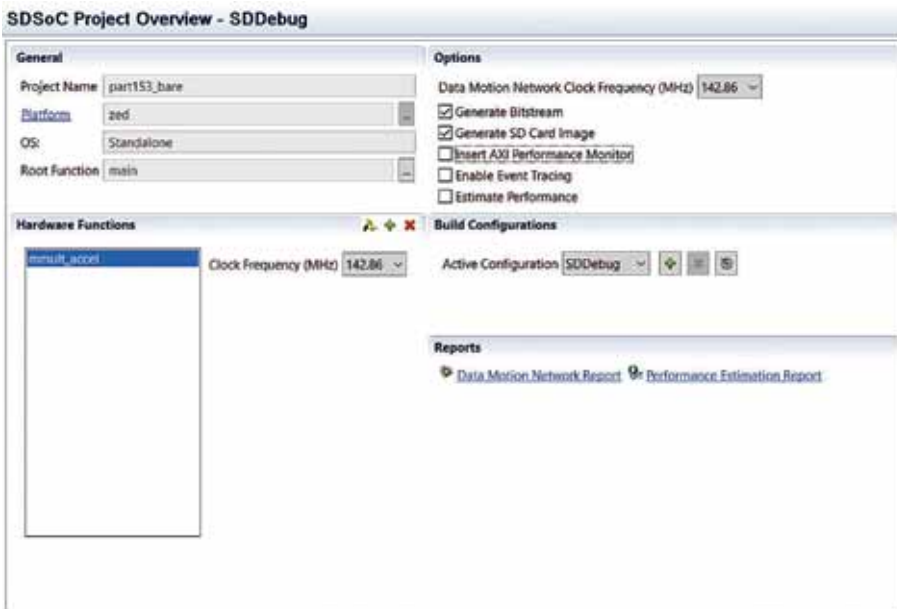 SDSoC Project Overview - SDDebug
General
Project Name part153_bare
Platform zed
OS: Standalone
Root Function main
Options
Data Motion Network Clock Frequency (MHz) 142.86
Generate Bitstream
Generate SD Card Image
Insert AXI Performance Monitor
Enable Event Tracing
Estimate Performance
Hardware Functions
mmult_accel
Clock Frequency (MHz) 142.86
Build Configurations
Active Configuration SDDebug
Reports
Data Motion Network Report Performance Estimation Report